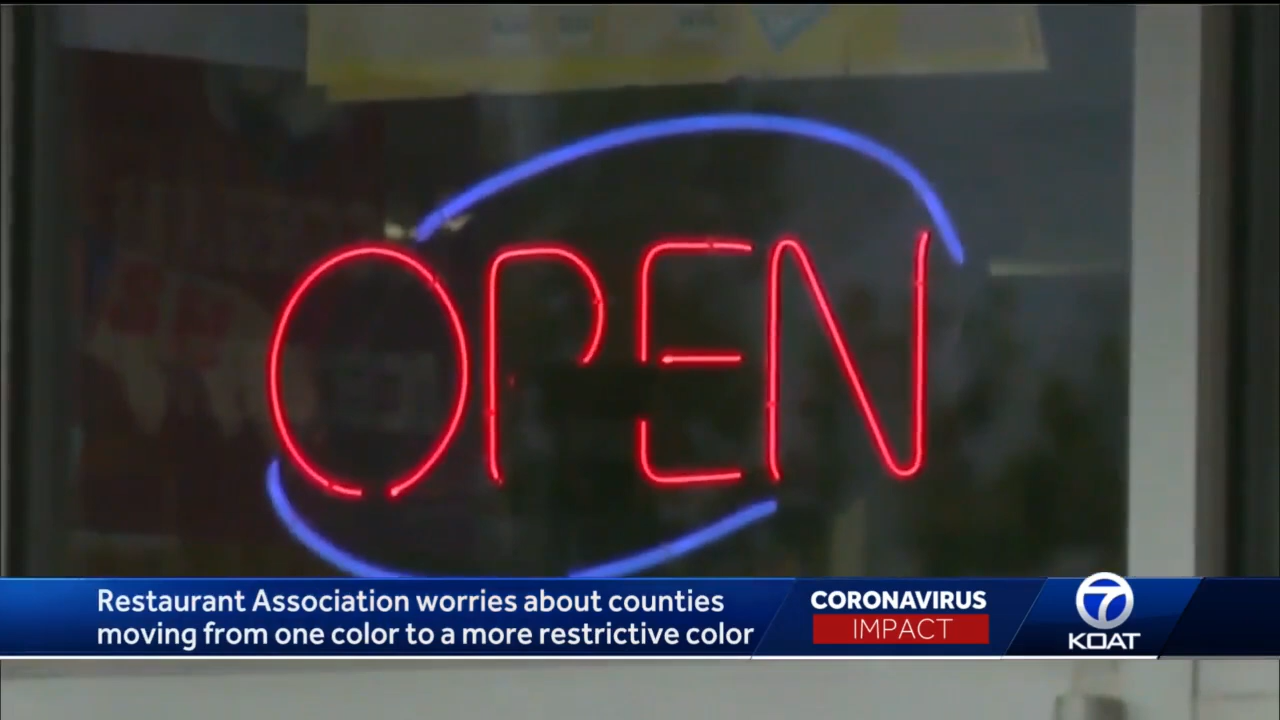 OPEN
Restaurant Association worries about counties
moving from one color to a more restrictive color
CORONAVIRUS
IMPACT
7
KOAT